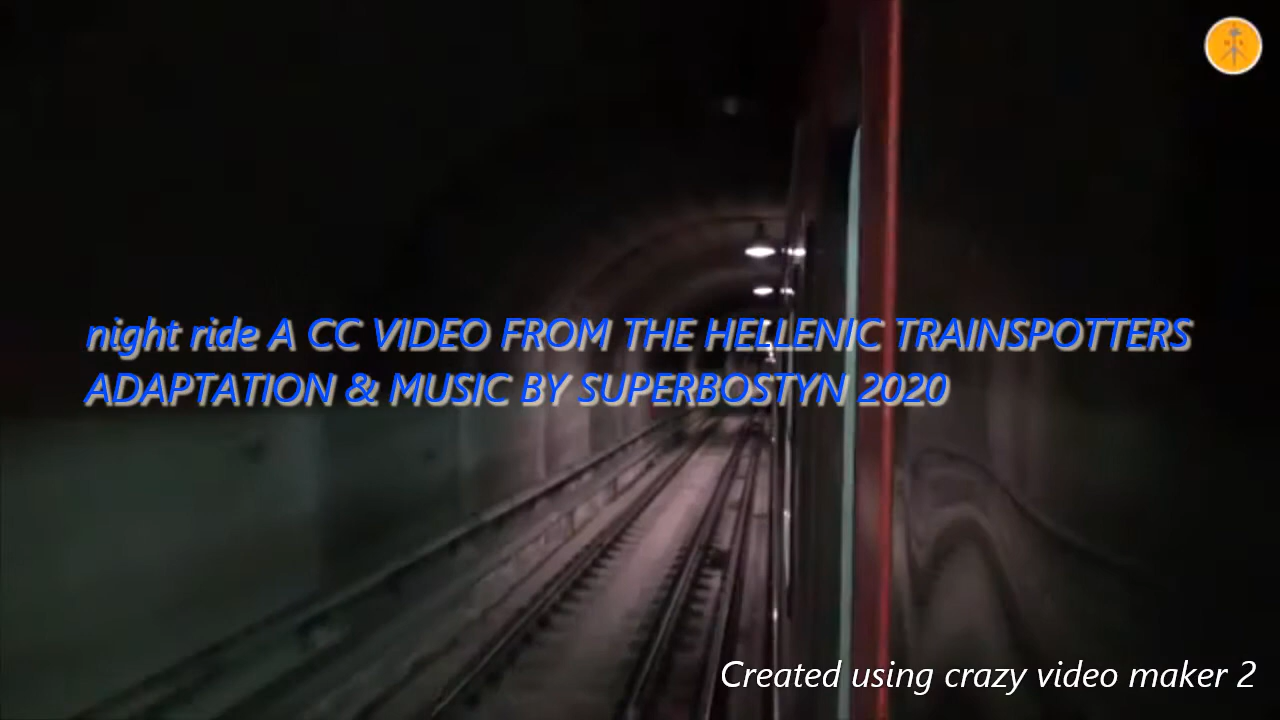 night ride A CC VIDEO FROM THE HELLENIC TRAINSPOTTERS
ADAPTATION & MUSIC BY SUPERBOSTYN 2020
Created using crazy video maker 2